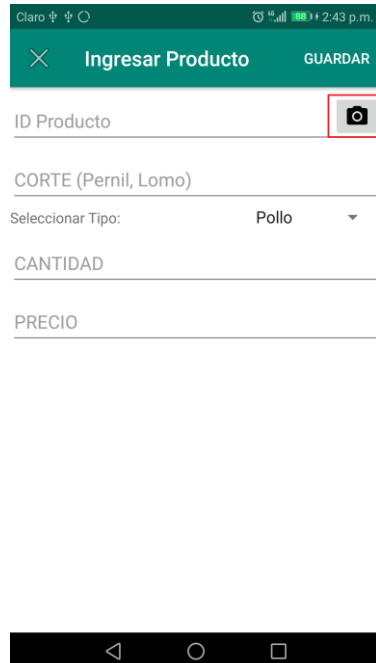 Claro 2:43 p.m.
Ingresar Producto GUARDAR
ID Producto
CORTE (Pernil, Lomo)
Seleccionar Tipo: Pollo
CANTIDAD
PRECIO